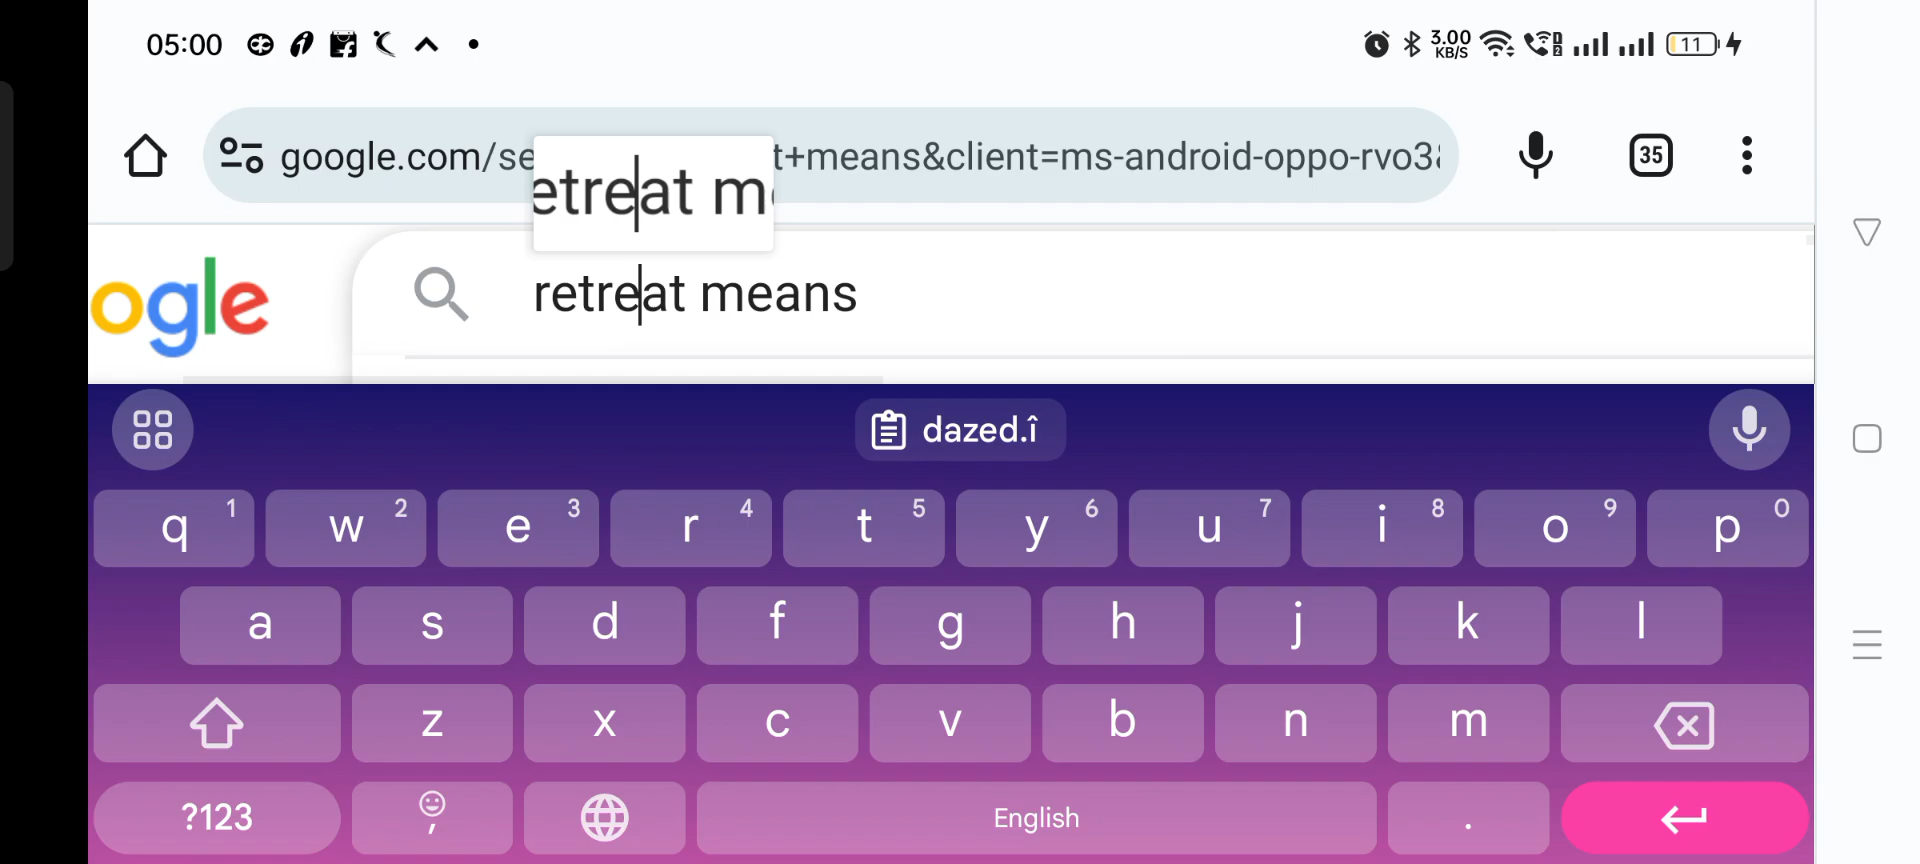 05:00 3.00 KB/S 2 11
google.com/se t+means&client=ms-android-oppo-rvo3 35
etreat m
ogle retreat means
dazed.î
q 1 w 2 e 3 r 4 t 5 y 6 u 7 i 8 o 9 p 0
a s d f g h j k l
z x c v b n m
?123 , English .